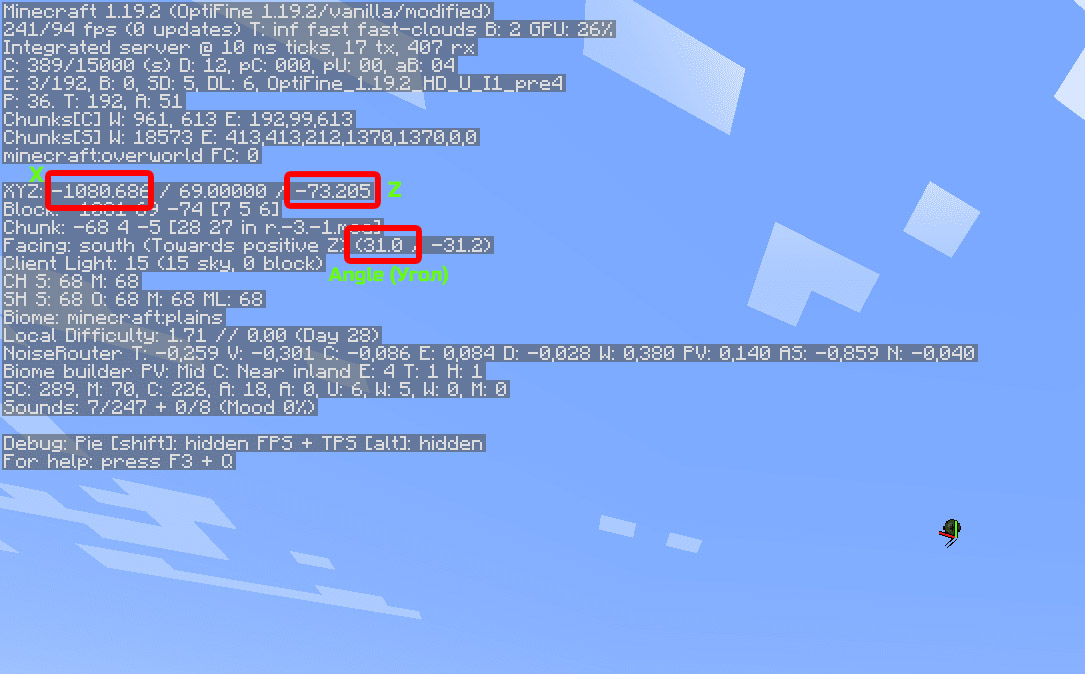 Minecraft 1.19.2 (OptiFine 1.19.2/vanilla/modified)
241/94 fps (0 updates) T: inf fast fast-clouds B: 2 GPU: 26%
Integrated server @ 10 ms ticks, 17 tx, 407 rx
C: 389/15000 (s) D: 12, pC: 000, pU: 00, aB: 04
E: 3/192, B: 0, SD: 5, DL: 6, OptiFine_1.19.2_HD_U_I1_pre4
P: 36. T: 192, A: 51
Chunks[C] W: 961, 613 E: 192,99,613
Chunks[S] W: 18573 E: 413,413,212,1370,1370,0,0
minecraft:overworld FC: 0
X
XYZ: -1080.686 / 69.00000 / -73.205 Z
Block: -1081 69 -74 [7 5 6]
Chunk: -68 4 -5 [28 27 in r.-3.-1.mca]
Facing: south (Towards positive Z) (31.0 / -31.2)
Client Light: 15 (15 sky, 0 block)
Angle (Угол)
CH S: 68 M: 68
SH S: 68 O: 68 M: 68 ML: 68
Biome: minecraft:plains
Local Difficulty: 1.71 // 0.00 (Day 28)
NoiseRouter T: -0,259 V: -0,301 C: -0,086 E: 0,084 D: -0,028 W: 0,380 PV: 0,140 AS: -0,859 N: -0,040
Biome builder PV: Mid C: Near inland E: 4 T: 1 H: 1
SC: 289, M: 70, C: 226, A: 18, A: 0, U: 6, W: 5, W: 0, M: 0
Sounds: 7/247 + 0/8 (Mood 0%)
Debug: Pie [shift]: hidden FPS + TPS [alt]: hidden
For help: press F3 + Q